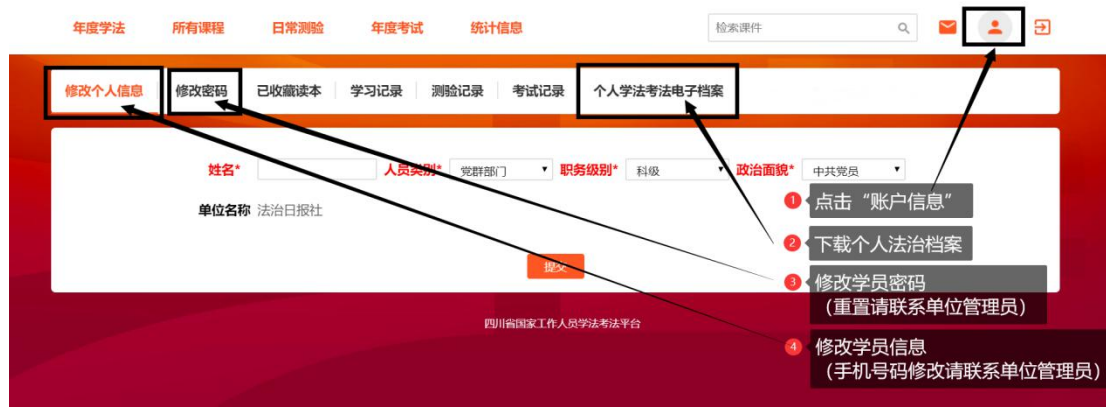 年度学法 所有课程 日常测验 年度考试 统计信息 检索课件
修改个人信息 修改密码 已收藏读本 学习记录 测验记录 考试记录 个人学法考法电子档案
姓名* 人员类别* 党群部门 职务级别* 科级 政治面貌* 中共党员
单位名称 法治日报社
1 点击“账户信息”
2 下载个人法治档案
提交
3 修改学员密码
(重置请联系单位管理员)
四川省国家工作人员学法考法平台
4 修改学员信息
(手机号码修改请联系单位管理员)